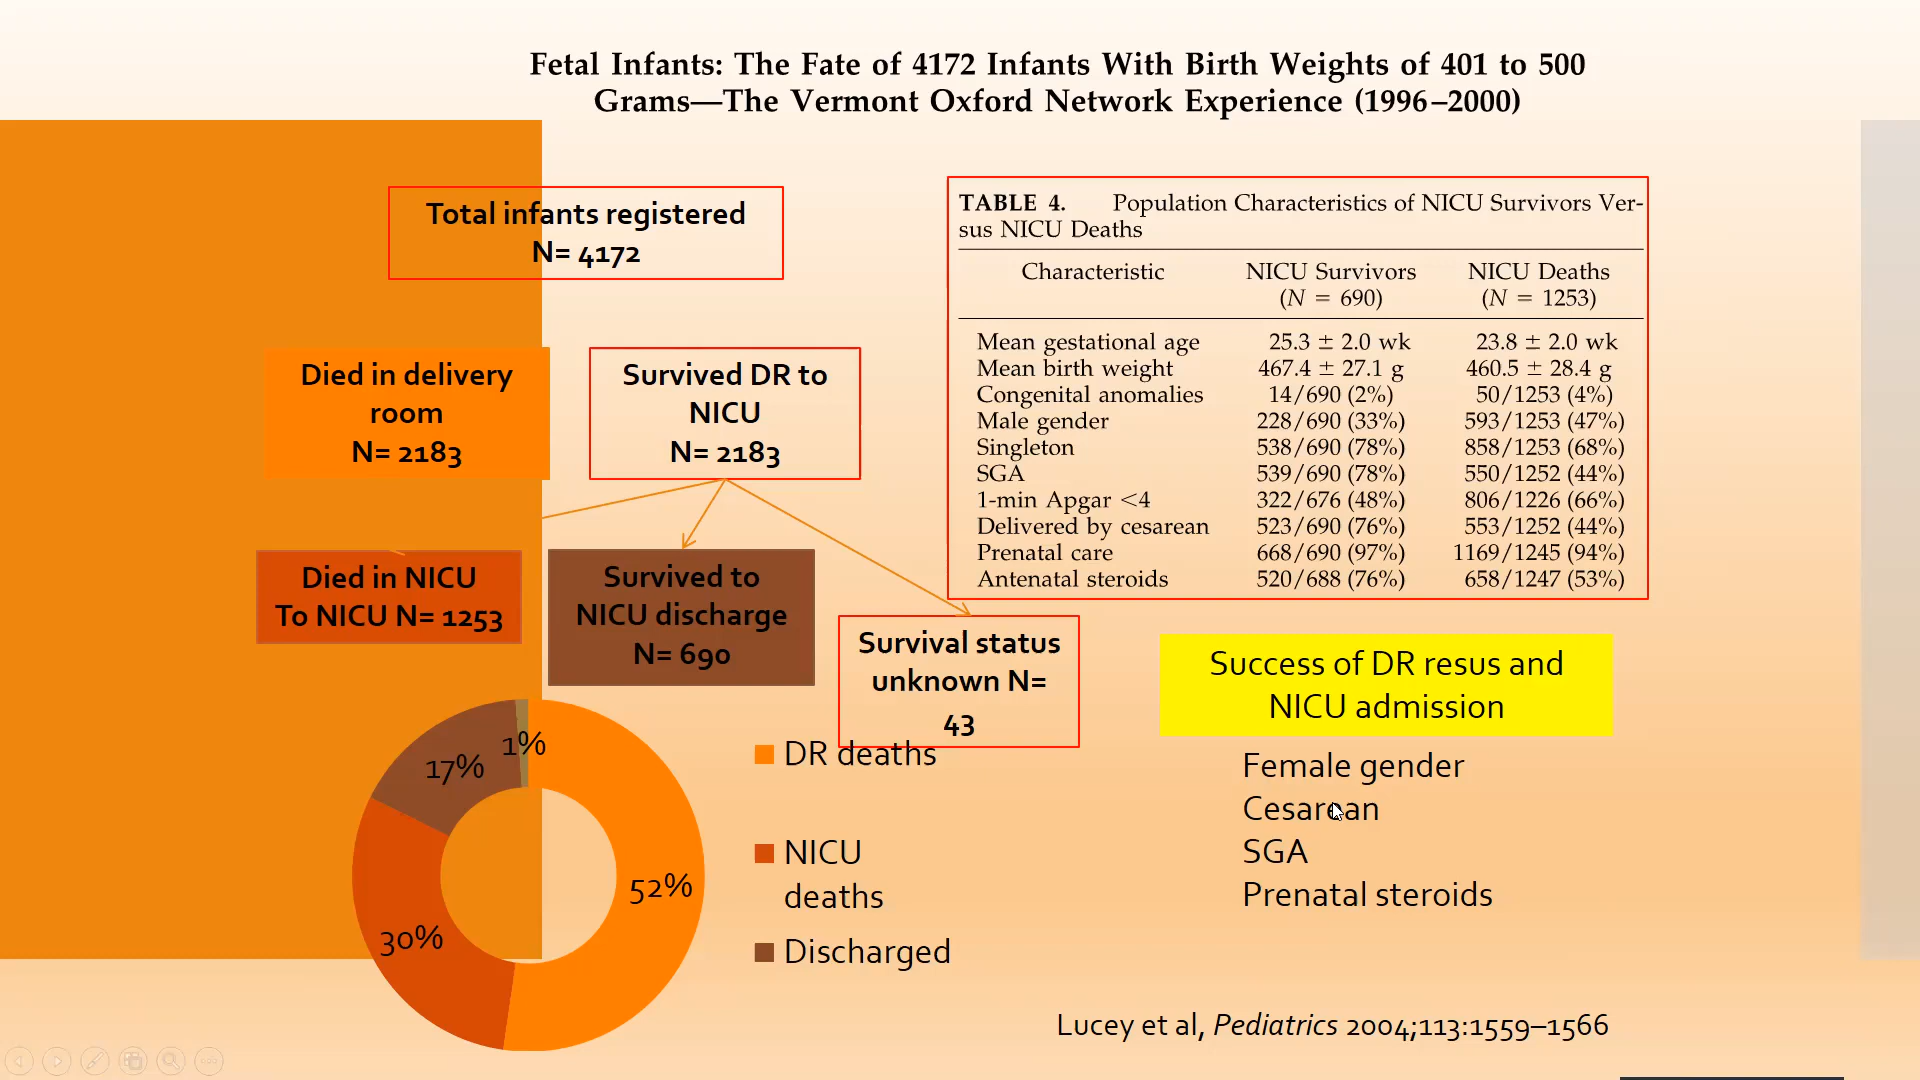 Fetal Infants: The Fate of 4172 Infants With Birth Weights of 401 to 500
Grams—The Vermont Oxford Network Experience (1996–2000)
Total infants registered
N= 4172
Died in delivery
room
N= 2183
Survived DR to
NICU
N= 2183
Died in NICU
To NICU N= 1253
Survived to
NICU discharge
N= 690
Survival status
unknown N=
43
TABLE 4. Population Characteristics of NICU Survivors Ver-
sus NICU Deaths
Characteristic NICU Survivors NICU Deaths
(N = 690) (N = 1253)
Mean gestational age 25.3 ± 2.0 wk 23.8 ± 2.0 wk
Mean birth weight 467.4 ± 27.1 g 460.5 ± 28.4 g
Congenital anomalies 14/690 (2%) 50/1253 (4%)
Male gender 228/690 (33%) 593/1253 (47%)
Singleton 538/690 (78%) 858/1253 (68%)
SGA 539/690 (78%) 550/1252 (44%)
1-min Apgar <4 322/676 (48%) 806/1226 (66%)
Delivered by cesarean 523/690 (76%) 553/1252 (44%)
Prenatal care 668/690 (97%) 1169/1245 (94%)
Antenatal steroids 520/688 (76%) 658/1247 (53%)
1%
17%
52%
30%
DR deaths
NICU
deaths
Discharged
Success of DR resus and
NICU admission
Female gender
Cesarean
SGA
Prenatal steroids
Lucey et al, Pediatrics 2004;113:1559–1566